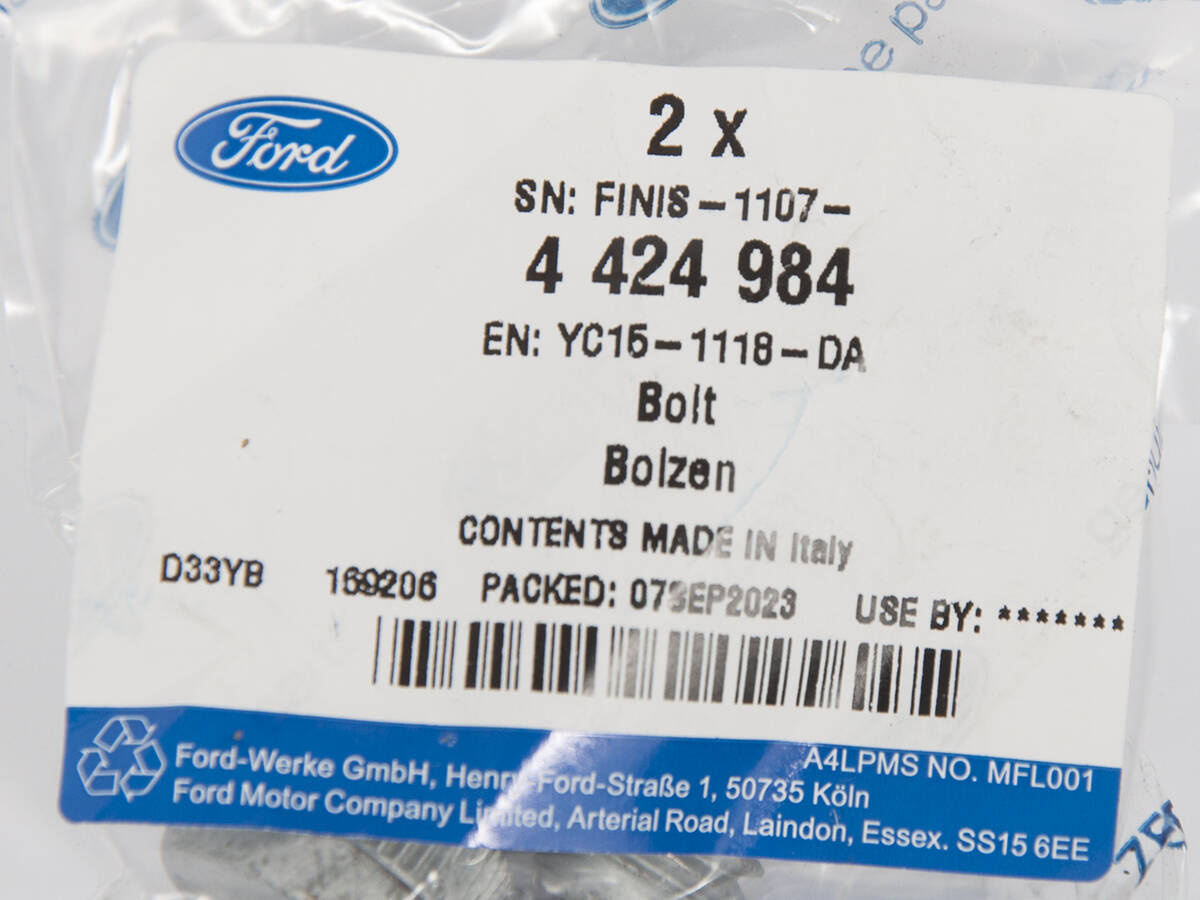 Ford
2 x
SN: FINIS-1107-
4 424 984
EN: YC15-1118-DA
Bolt
Bolzen
CONTENTS MADE IN Italy
D33YB 169206 PACKED: 07SEP2023 USE BY: *******
A4LPMS NO. MFL001
Ford-Werke GmbH, Henry-Ford-Straße 1, 50735 Köln
Ford Motor Company Limited, Arterial Road, Laindon, Essex. SS15 6EE